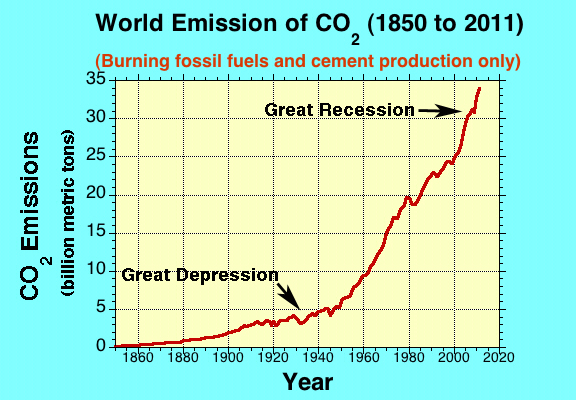 World Emission of CO2 (1850 to 2011)
(Burning fossil fuels and cement production only)
35
30
25
20
15
10
5
0
CO2 Emissions
(billion metric tons)
Great Recession
Great Depression
1860 1880 1900 1920 1940 1960 1980 2000 2020
Year